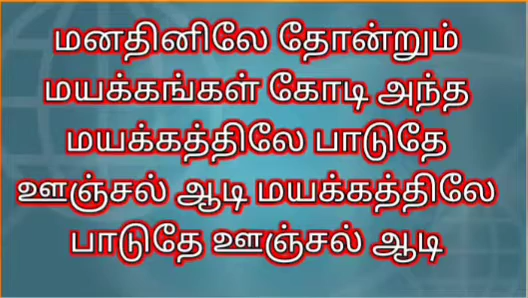 மனதினிலே தோன்றும்
மயக்கங்கள் கோடி அந்த
மயக்கத்திலே பாடுதே
ஊஞ்சல் ஆடி மயக்கத்திலே
பாடுதே ஊஞ்சல் ஆடி